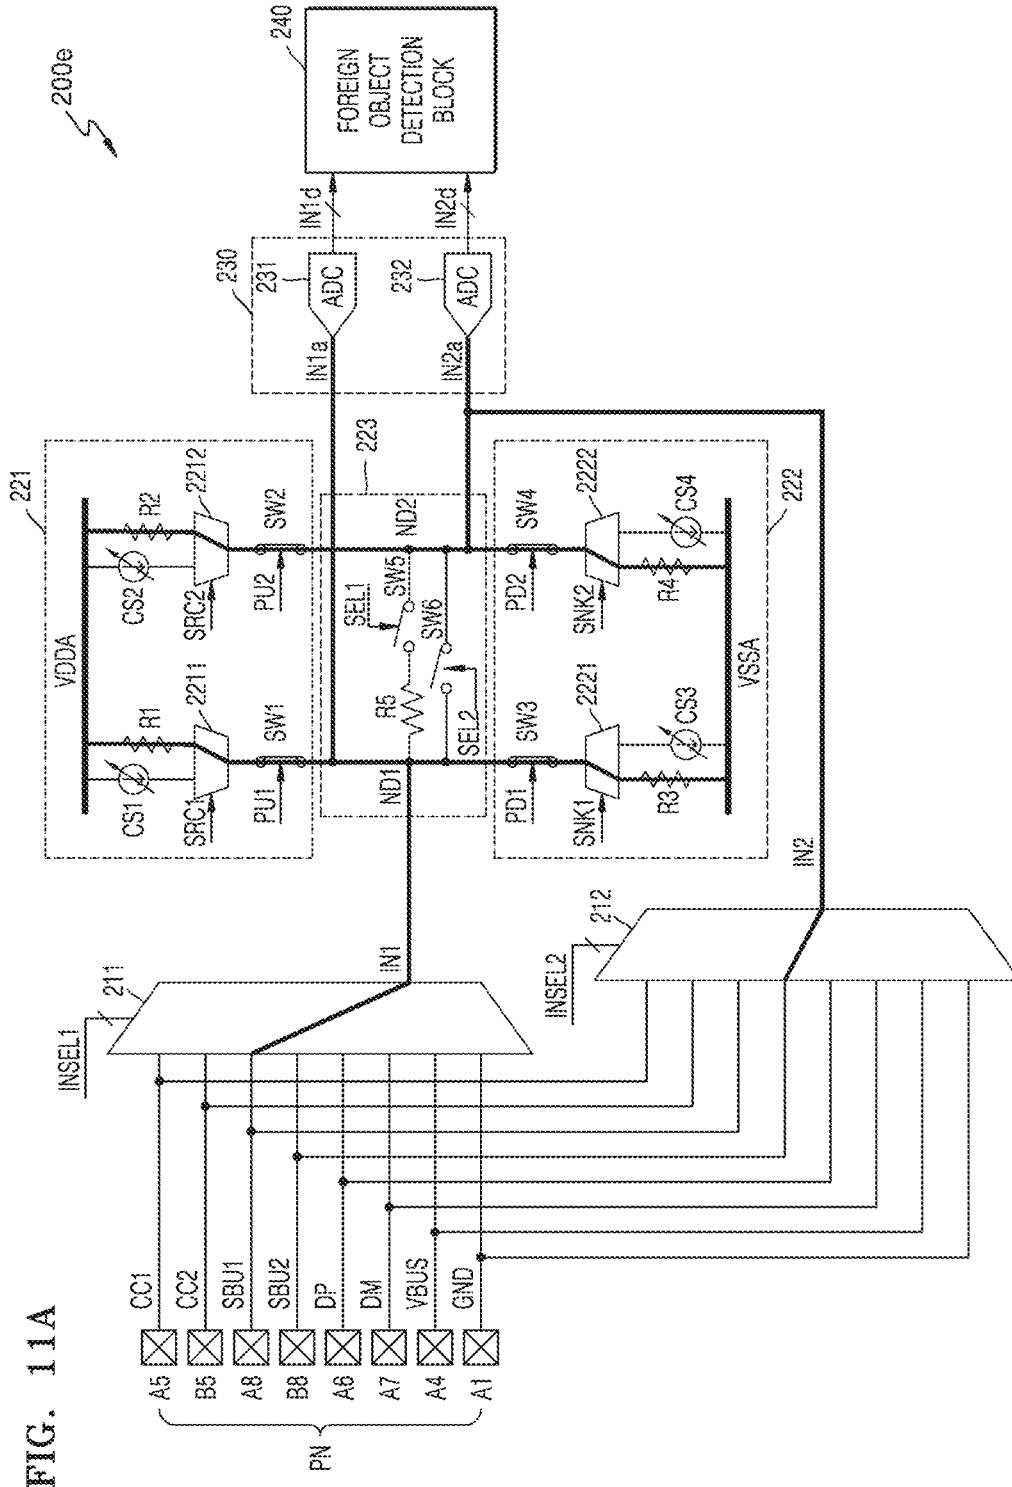 FIG. 11A
200e
PN
A5
B5
A8
B8
A6
A7
A4
A1
CC1
CC2
SBU1
SBU2
DP
DM
VBUS
GND
INSEL1
211
IN1
INSEL2
212
IN2
221
VDDA
CS1
R1
SRC1
2211
PU1
SW1
CS2
R2
SRC2
2212
PU2
SW2
223
ND1
ND2
R5
SEL1
SW5
SW6
SEL2
PD1
SW3
SNK1
2221
R3
CS3
PD2
SW4
SNK2
2222
R4
CS4
VSSA
222
230
IN1a
231
ADC
IN1d
IN2a
232
ADC
IN2d
240
FOREIGN
OBJECT
DETECTION
BLOCK